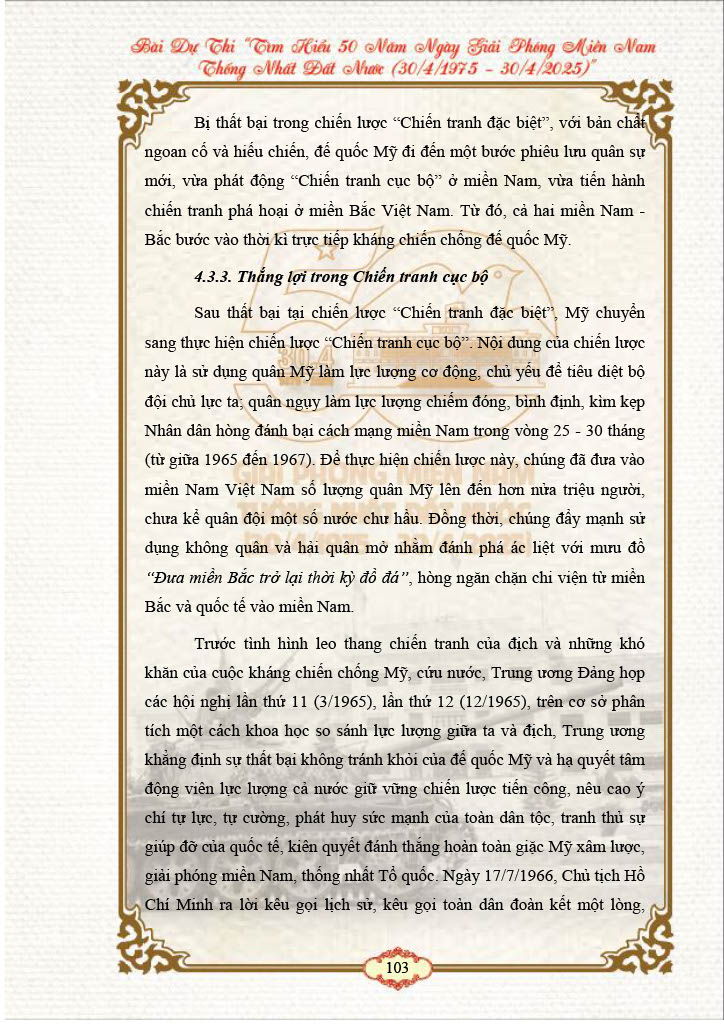 Bài Dự Thi “Tìm Hiểu 50 Năm Ngày Giải Phóng Miền Nam
Thống Nhất Đất Nước (30/4/1975 – 30/4/2025)”
Bị thất bại trong chiến lược “Chiến tranh đặc biệt”, với bản chất
ngoan cố và hiếu chiến, đế quốc Mỹ đi đến một bước phiêu lưu quân sự
mới, vừa phát động “Chiến tranh cục bộ” ở miền Nam, vừa tiến hành
chiến tranh phá hoại ở miền Bắc Việt Nam. Từ đó, cả hai miền Nam -
Bắc bước vào thời kì trực tiếp kháng chiến chống đế quốc Mỹ.
4.3.3. Thắng lợi trong Chiến tranh cục bộ
Sau thất bại tại chiến lược “Chiến tranh đặc biệt”, Mỹ chuyển
sang thực hiện chiến lược “Chiến tranh cục bộ”. Nội dung của chiến lược
này là sử dụng quân Mỹ làm lực lượng cơ động, chủ yếu để tiêu diệt bộ
đội chủ lực ta; quân ngụy làm lực lượng chiếm đóng, bình định, kìm kẹp
Nhân dân hòng đánh bại cách mạng miền Nam trong vòng 25 - 30 tháng
(từ giữa 1965 đến 1967). Để thực hiện chiến lược này, chúng đã đưa vào
miền Nam Việt Nam số lượng quân Mỹ lên đến hơn nửa triệu người,
chưa kể quân đội một số nước chư hầu. Đồng thời, chúng đẩy mạnh sử
dụng không quân và hải quân mở nhằm đánh phá ác liệt với mưu đồ
“Đưa miền Bắc trở lại thời kỳ đồ đá”, hòng ngăn chặn chi viện từ miền
Bắc và quốc tế vào miền Nam.
Trước tình hình leo thang chiến tranh của địch và những khó
khăn của cuộc kháng chiến chống Mỹ, cứu nước, Trung ương Đảng họp
các hội nghị lần thứ 11 (3/1965), lần thứ 12 (12/1965), trên cơ sở phân
tích một cách khoa học so sánh lực lượng giữa ta và địch, Trung ương
khẳng định sự thất bại không tránh khỏi của đế quốc Mỹ và hạ quyết tâm
động viên lực lượng cả nước giữ vững chiến lược tiến công, nêu cao ý
chí tự lực, tự cường, phát huy sức mạnh của toàn dân tộc, tranh thủ sự
giúp đỡ của quốc tế, kiên quyết đánh thắng hoàn toàn giặc Mỹ xâm lược,
giải phóng miền Nam, thống nhất Tổ quốc. Ngày 17/7/1966, Chủ tịch Hồ
Chí Minh ra lời kêu gọi lịch sử, kêu gọi toàn dân đoàn kết một lòng,
103